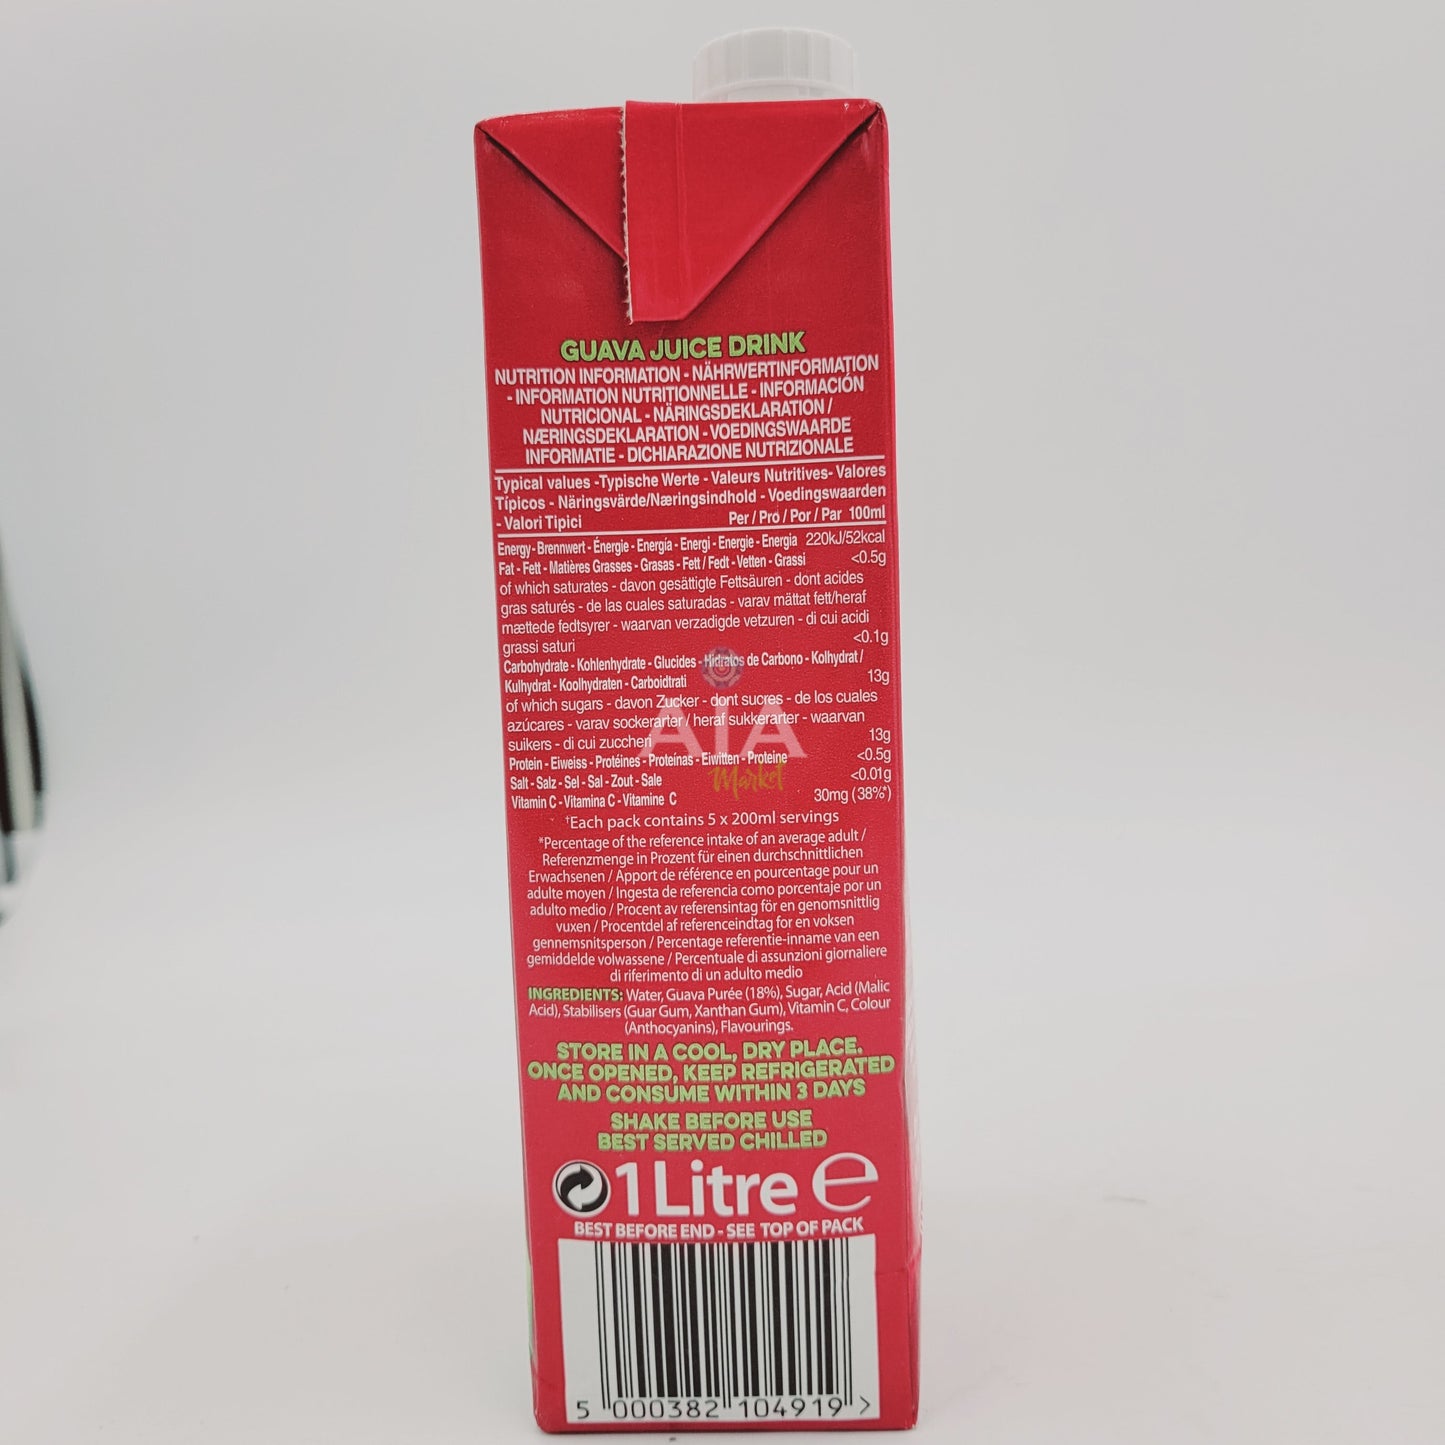 GUAVA JUICE DRINK
NUTRITION INFORMATION - NÄHRWERTINFORMATION
- INFORMATION NUTRITIONNELLE - INFORMACIÓN
NUTRICIONAL - NÄRINGSDEKLARATION /
NÆRINGSDEKLARATION - VOEDINGSWAARDE
INFORMATIE - DICHIARAZIONE NUTRIZIONALE
Typical values -Typische Werte - Valeurs Nutritives- Valores
Típicos - Näringsvärde/Næringsindhold - Voedingswaarden
- Valori Tipici Per / Pro / Por / Par 100ml
Energy - Brennwert - Énergie - Energía - Energi - Energie - Energia 220kJ/52kcal
Fat - Fett - Matières Grasses - Grasas - Fett / Fedt - Vetten - Grassi <0.5g
of which saturates - davon gesättigte Fettsäuren - dont acides
gras saturés - de las cuales saturadas - varav mättat fett/heraf
mættede fedtsyrer - waarvan verzadigde vetzuren - di cui acidi
grassi saturi <0.1g
Carbohydrate - Kohlenhydrate - Glucides - Hidratos de Carbono - Kolhydrat /
Kulhydrat - Koolhydraten - Carboidtrati 13g
of which sugars - davon Zucker - dont sucres - de los cuales
azúcares - varav sockerarter / heraf sukkerarter - waarvan
suikers - di cui zuccheri 13g
Protein - Eiweiss - Protéines - Proteínas - Eiwitten - Proteine <0.5g
Salt - Salz - Sel - Sal - Zout - Sale <0.01g
Vitamin C - Vitamina C - Vitamine C 30mg (38%*)
AIA
Market
†Each pack contains 5 x 200ml servings
*Percentage of the reference intake of an average adult /
Referenzmenge in Prozent für einen durchschnittlichen
Erwachsenen / Apport de référence en pourcentage pour un
adulte moyen / Ingesta de referencia como porcentaje por un
adulto medio / Procent av referensintag för en genomsnittlig
vuxen / Procentdel af referenceindtag for en voksen
gennemsnitsperson / Percentage referentie-inname van een
gemiddelde volwassene / Percentuale di assunzioni giornaliere
di riferimento di un adulto medio
INGREDIENTS: Water, Guava Purée (18%), Sugar, Acid (Malic
Acid), Stabilisers (Guar Gum, Xanthan Gum), Vitamin C, Colour
(Anthocyanins), Flavourings.
STORE IN A COOL, DRY PLACE.
ONCE OPENED, KEEP REFRIGERATED
AND CONSUME WITHIN 3 DAYS
SHAKE BEFORE USE
BEST SERVED CHILLED
1 Litre ℮
BEST BEFORE END - SEE TOP OF PACK
5 000382 104919 >